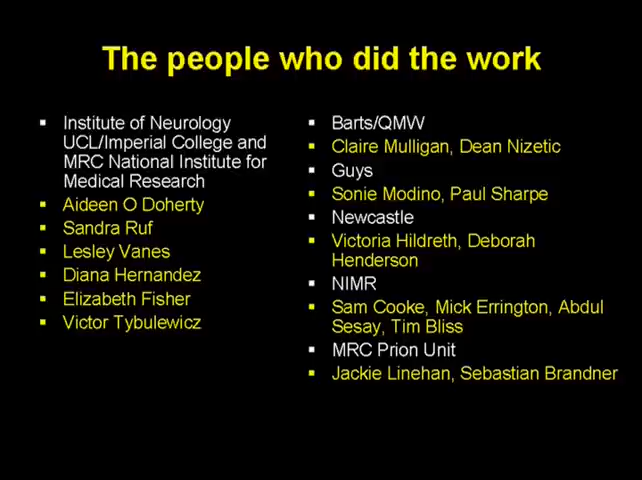 The people who did the work
Institute of Neurology
UCL/Imperial College and
MRC National Institute for
Medical Research
Aideen O Doherty
Sandra Ruf
Lesley Vanes
Diana Hernandez
Elizabeth Fisher
Victor Tybulewicz
Barts/QMW
Claire Mulligan, Dean Nizetic
Guys
Sonie Modino, Paul Sharpe
Newcastle
Victoria Hildreth, Deborah
Henderson
NIMR
Sam Cooke, Mick Errington, Abdul
Sesay, Tim Bliss
MRC Prion Unit
Jackie Linehan, Sebastian Brandner